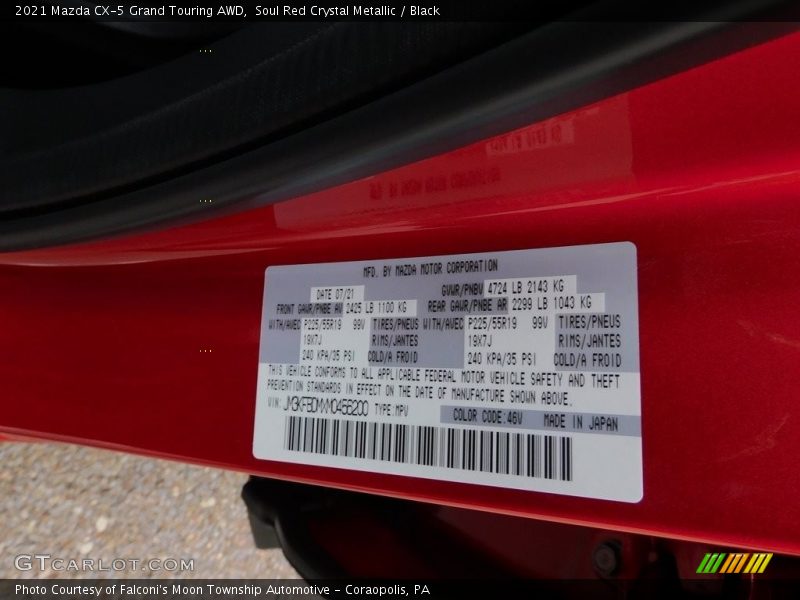 2021 Mazda CX-5 Grand Touring AWD,  Soul Red Crystal Metallic / Black
MFD. BY MAZDA MOTOR CORPORATION
DATE 07/21 GVWR/PNBV 4724 LB 2143 KG
FRONT GAWR/PNBE AV 2425 LB 1100 KG REAR GAWR/PNBE AR 2299 LB 1043 KG
WITH/AVEC P225/55R19 99V TIRES/PNEUS WITH/AVEC P225/55R19 99V TIRES/PNEUS
19X7J RIMS/JANTES 19X7J RIMS/JANTES
240 KPA/35 PSI COLD/A FROID 240 KPA/35 PSI COLD/A FROID
THIS VEHICLE CONFORMS TO ALL APPLICABLE FEDERAL MOTOR VEHICLE SAFETY AND THEFT
PREVENTION STANDARDS IN EFFECT ON THE DATE OF MANUFACTURE SHOWN ABOVE.
VIN: TYPE:MPV COLOR CODE:46V MADE IN JAPAN
GTCARLOT.COM
Photo Courtesy of Falconi's Moon Township Automotive - Coraopolis, PA